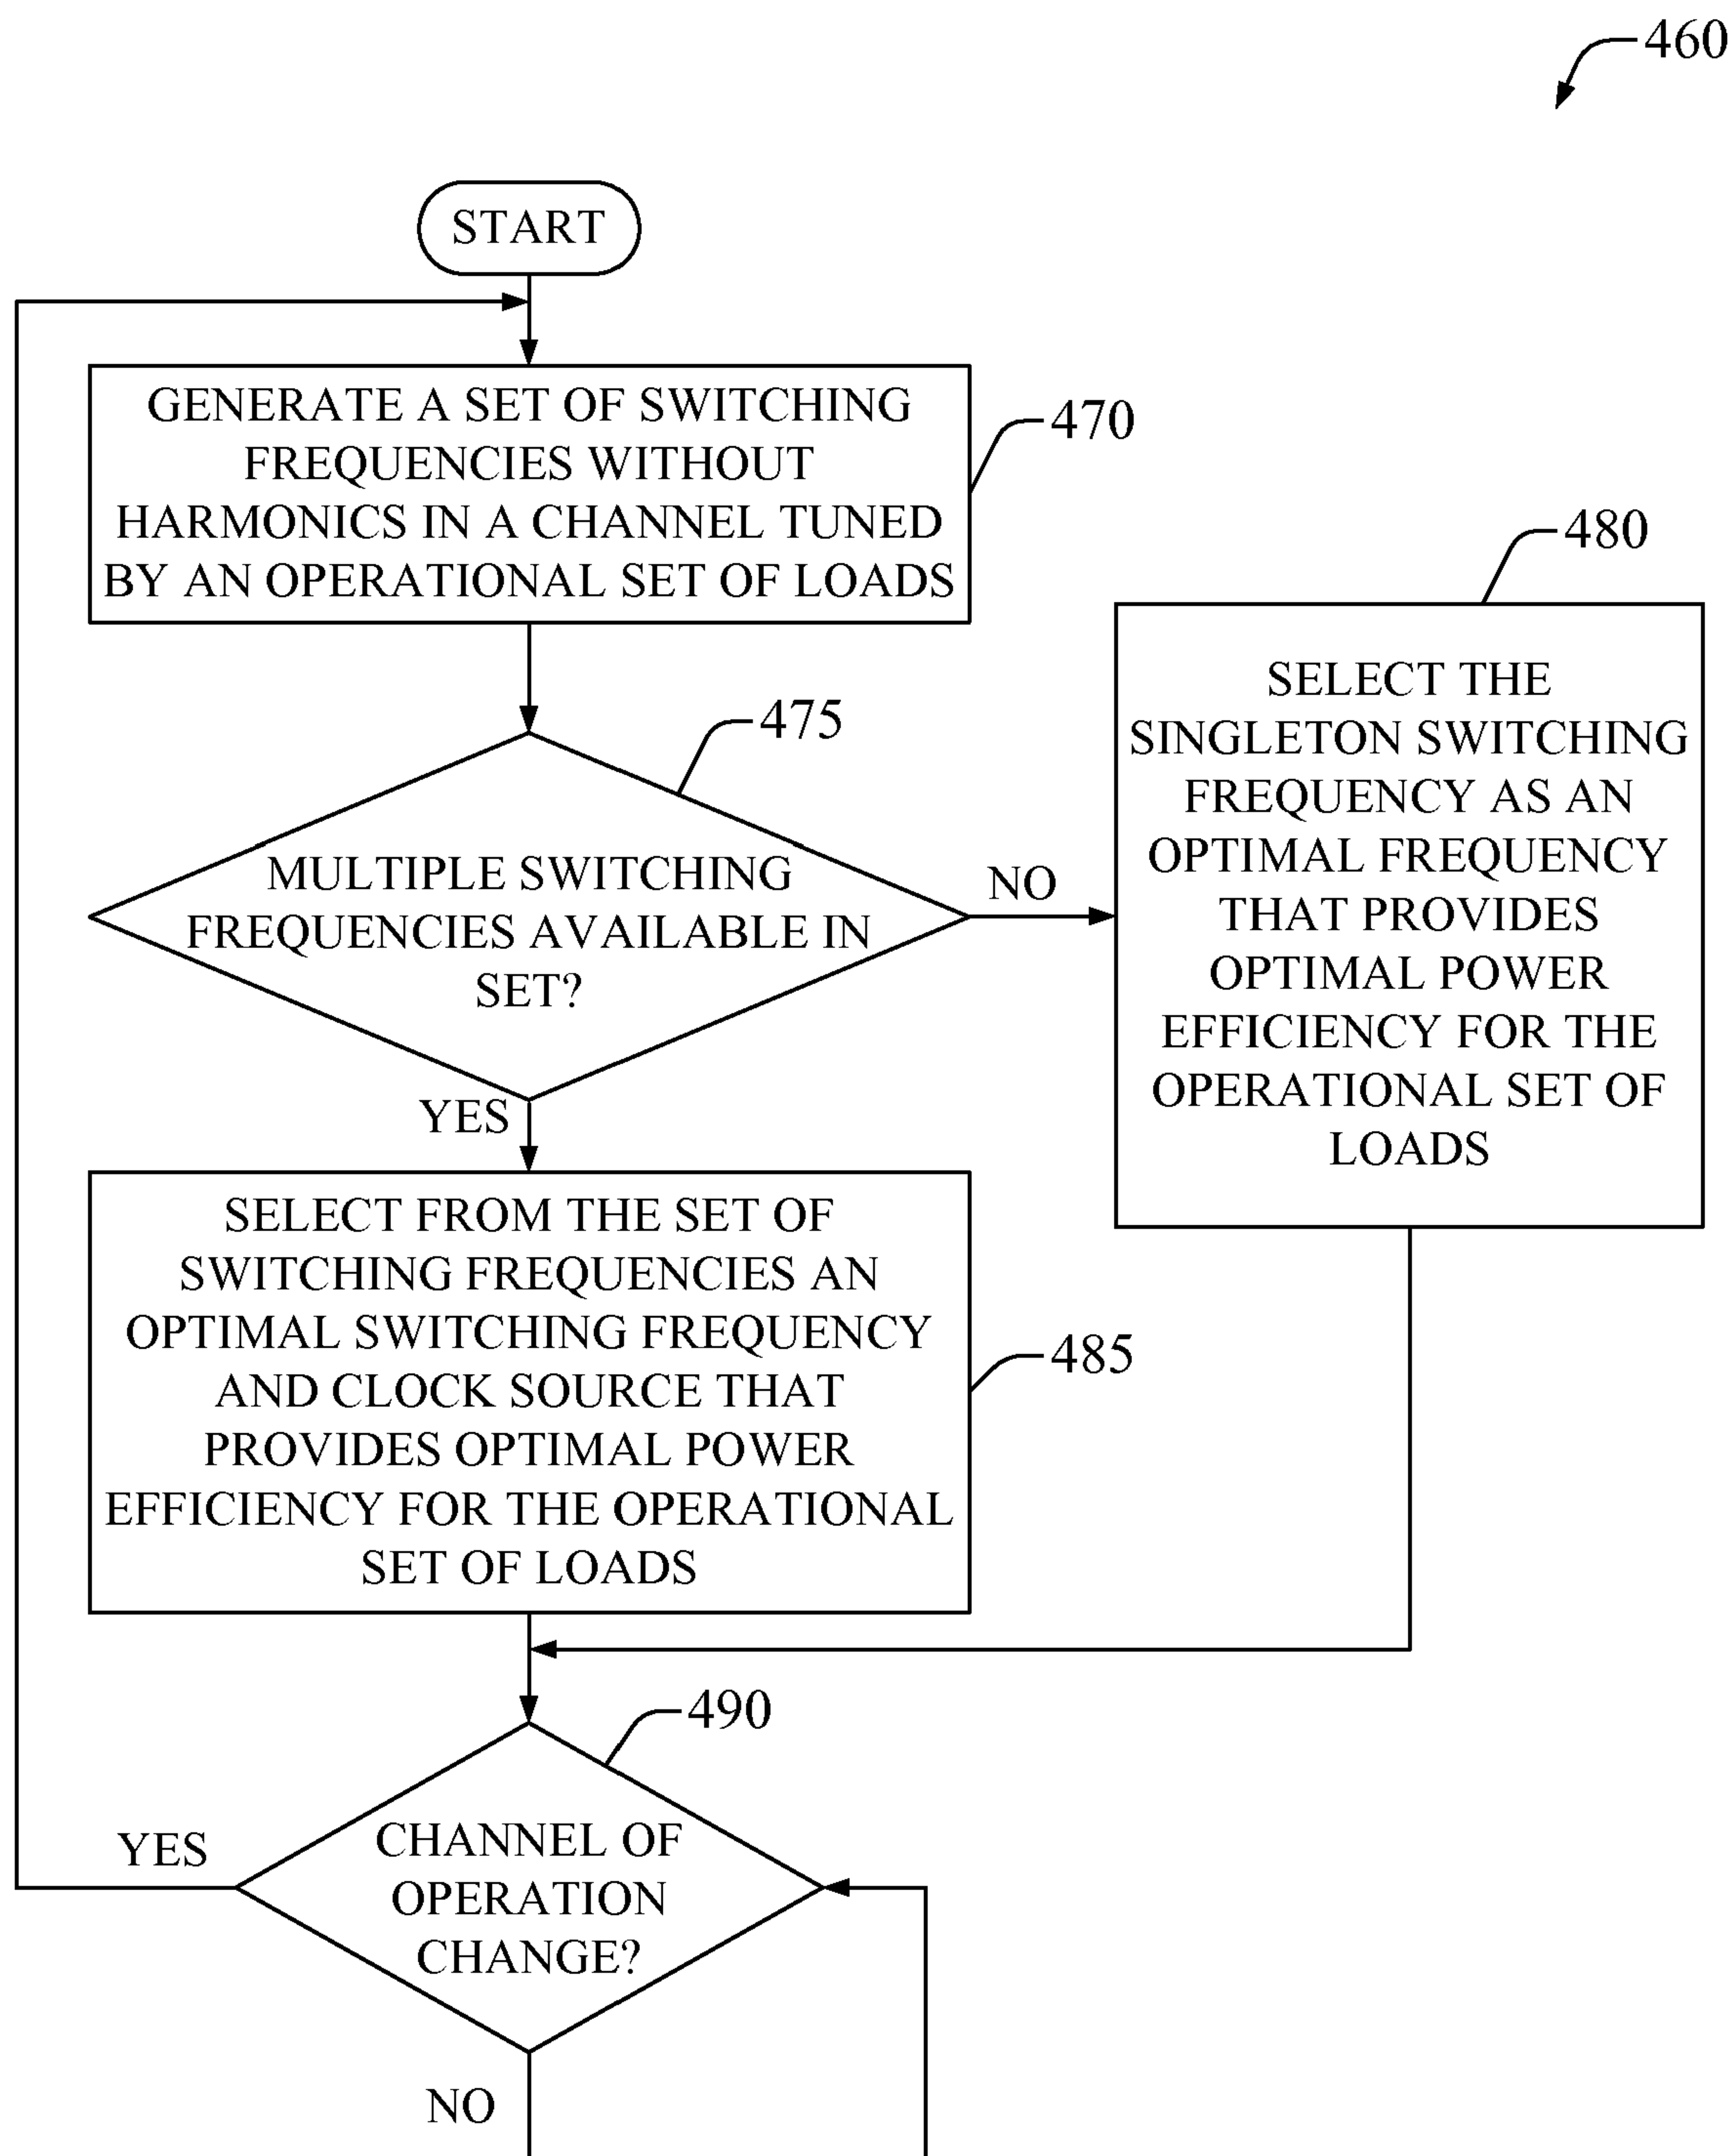 460
START
GENERATE A SET OF SWITCHING
FREQUENCIES WITHOUT
HARMONICS IN A CHANNEL TUNED
BY AN OPERATIONAL SET OF LOADS
470
475
MULTIPLE SWITCHING
FREQUENCIES AVAILABLE IN
SET?
NO
480
SELECT THE
SINGLETON SWITCHING
FREQUENCY AS AN
OPTIMAL FREQUENCY
THAT PROVIDES
OPTIMAL POWER
EFFICIENCY FOR THE
OPERATIONAL SET OF
LOADS
YES
SELECT FROM THE SET OF
SWITCHING FREQUENCIES AN
OPTIMAL SWITCHING FREQUENCY
AND CLOCK SOURCE THAT
PROVIDES OPTIMAL POWER
EFFICIENCY FOR THE OPERATIONAL
SET OF LOADS
485
490
CHANNEL OF
OPERATION
CHANGE?
YES
NO